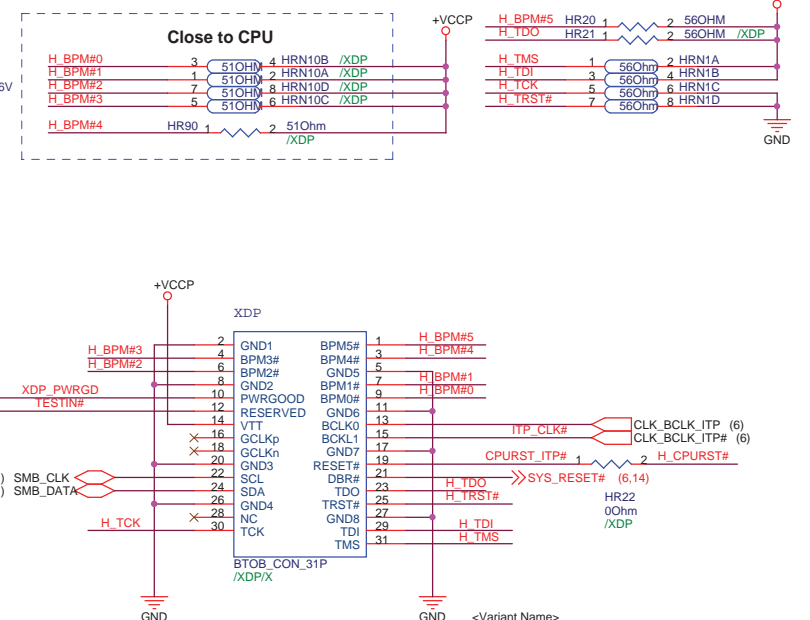 +VCCP
Close to CPU
H_BPM#0 3 51OHM 4 HRN10B /XDP
H_BPM#1 1 51OHM 2 HRN10A /XDP
H_BPM#2 7 51OHM 8 HRN10D /XDP
H_BPM#3 5 51OHM 6 HRN10C /XDP
6V
H_BPM#4 HR90 1 2 51Ohm
/XDP
H_BPM#5 HR20 1 2 56OHM
H_TDO HR21 1 2 56OHM /XDP
H_TMS 1 56Ohm 2 HRN1A
H_TDI 3 56Ohm 4 HRN1B
H_TCK 5 56Ohm 6 HRN1C
H_TRST# 7 56Ohm 8 HRN1D
GND
+VCCP
XDP
2 GND1 BPM5# 1 H_BPM#5
H_BPM#3 4 BPM3# BPM4# 3 H_BPM#4
H_BPM#2 6 BPM2# GND5 5
8 GND2 BPM1# 7 H_BPM#1
XDP_PWRGD 10 PWRGOOD BPM0# 9 H_BPM#0
TESTIN# 12 RESERVED GND6 11
14 VTT BCLK0 13 CLK_BCLK_ITP (6)
16 GCLKp BCKL1 15 ITP_CLK# CLK_BCLK_ITP# (6)
18 GCLKn GND7 17
20 GND3 RESET# 19 CPURST_ITP# 1 2 H_CPURST#
) SMB_CLK 22 SCL DBR# 21 SYS_RESET# (6,14)
) SMB_DATA 24 SDA TDO 23 H_TDO
26 GND4 TRST# 25 H_TRST#
28 NC GND8 27
H_TCK 30 TCK TDI 29 H_TDI
TMS 31 H_TMS
HR22
0Ohm
/XDP
BTOB_CON_31P
/XDP/X
GND
GND
<Variant Name>